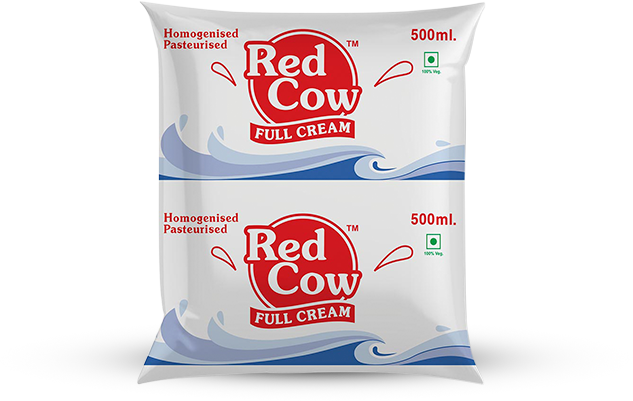 Homogenised
Pasteurised
Red
Cow
TM
FULL CREAM
500ml.
100% Veg.
Homogenised
Pasteurised
Red
Cow
TM
FULL CREAM
500ml.
100% Veg.